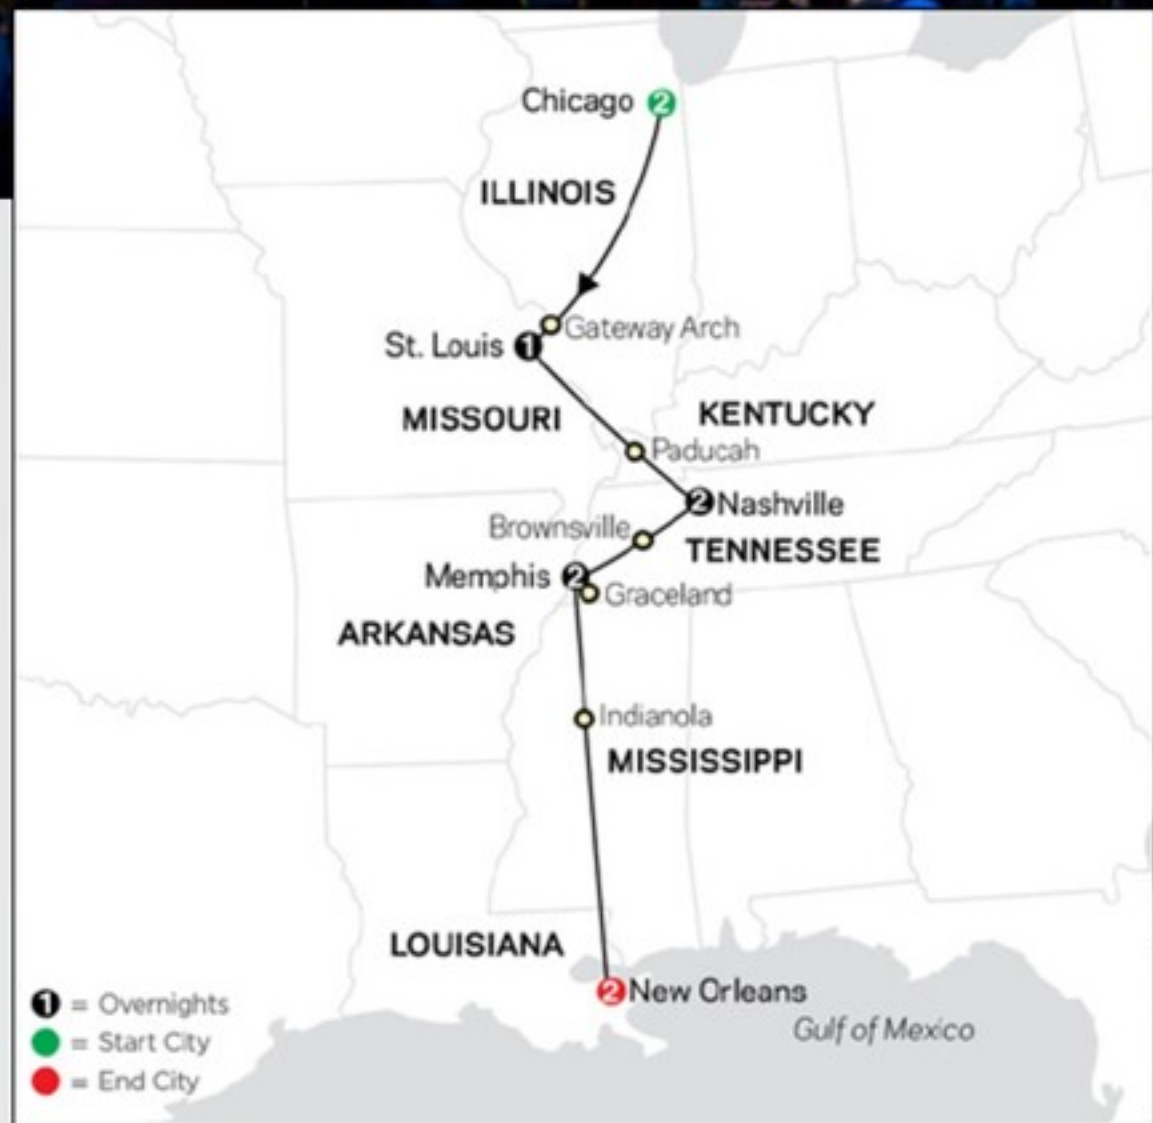 Chicago 2
ILLINOIS
Gateway Arch
St. Louis 1
MISSOURI
KENTUCKY
Paducah
2 Nashville
Brownsville
TENNESSEE
Memphis 2
Graceland
ARKANSAS
Indianola
MISSISSIPPI
LOUISIANA
2 New Orleans
Gulf of Mexico
1 = Overnights
= Start City
= End City